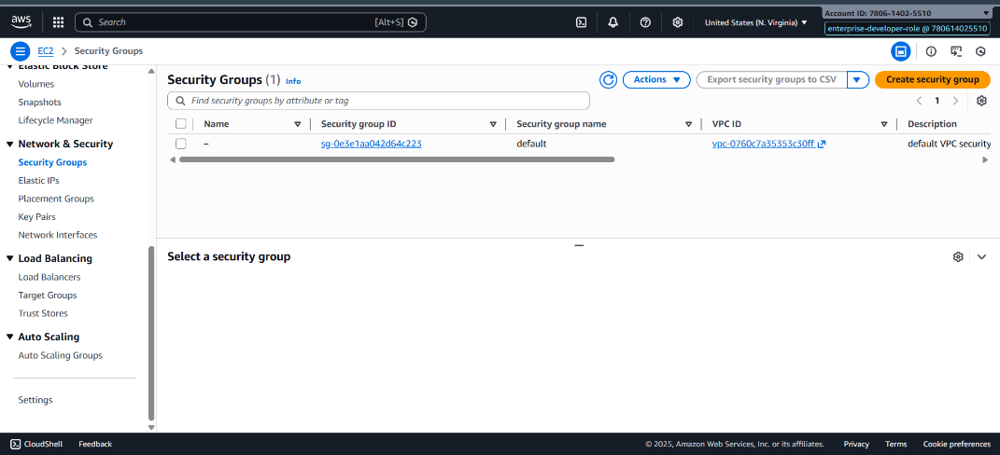 aws
Search [Alt+S]
United States (N. Virginia)
Account ID: 7806-1402-5510
enterprise-developer-role @ 780614025510
EC2 Security Groups
Elastic Block Store
Volumes
Snapshots
Lifecycle Manager
Network & Security
Security Groups
Elastic IPs
Placement Groups
Key Pairs
Network Interfaces
Load Balancing
Load Balancers
Target Groups
Trust Stores
Auto Scaling
Auto Scaling Groups
Settings
Security Groups (1) Info
Actions
Export security groups to CSV
Create security group
Find security groups by attribute or tag
1
Name Security group ID Security group name VPC ID Description
– sg-0e3e1aa042d64c223 default vpc-0760c7a35353c30ff default VPC security
Select a security group
CloudShell Feedback
© 2025, Amazon Web Services, Inc. or its affiliates. Privacy Terms Cookie preferences